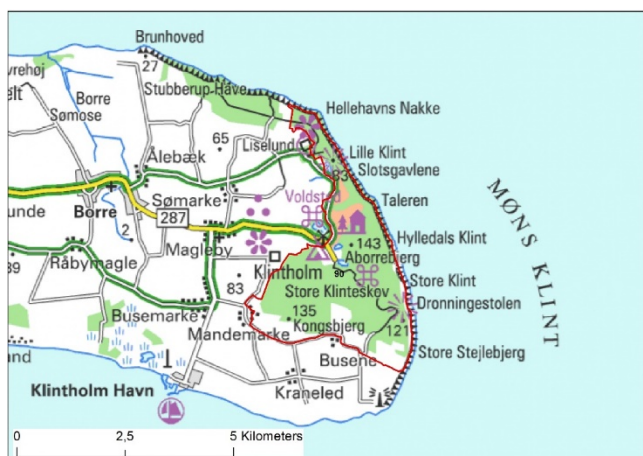 Brunhoved
27
vrehøj
elt
Borre
Sømose
Stubberup Have
Hellehavns Nakke
65
Liselund
Ålebæk
Lille Klint
83
Slotsgavlene
Sømarke
Voldsted
Taleren
unde
Borre
287
2
Magleby
143
Hylledals Klint
Aborrebjerg
MØNS KLINT
Råbymagle
39
Klintholm
90
83
Store Klinteskov
Store Klint
Dronningestolen
Busemarke
135
Kongsbjerg
121
Mandemarke
Busene
Store Stejlebjerg
and
Klintholm Havn
Kraneled
0 2,5 5 Kilometers